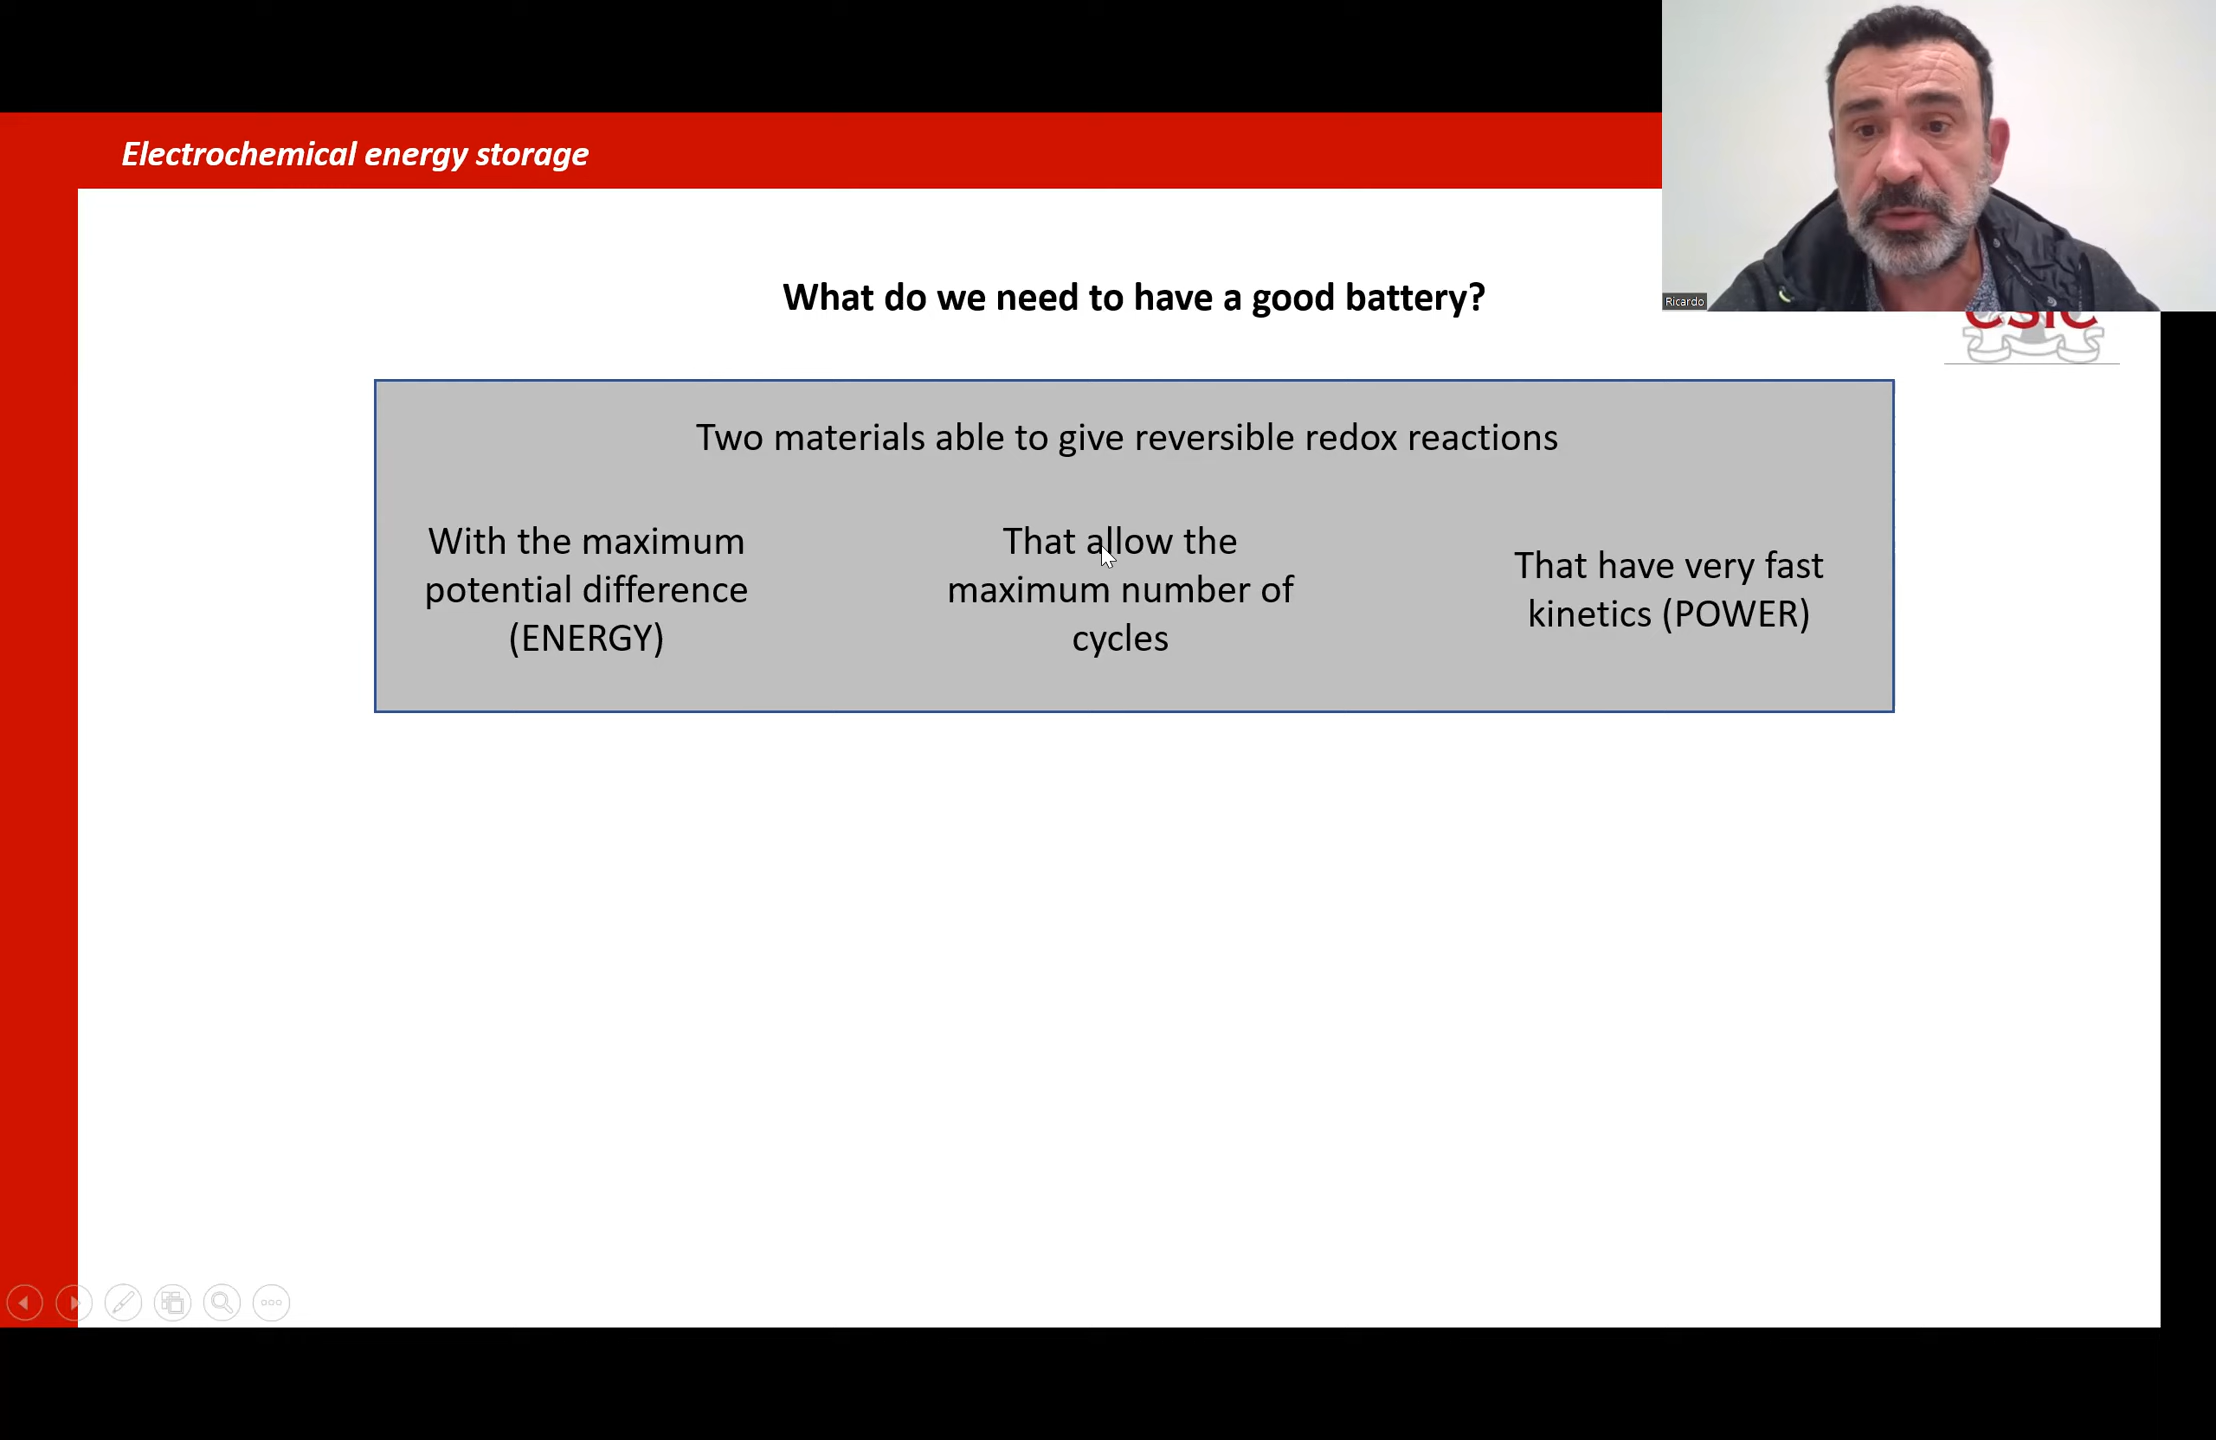 Electrochemical energy storage
Ricardo
CSIC
What do we need to have a good battery?
Two materials able to give reversible redox reactions
With the maximum
potential difference
(ENERGY)
That allow the
maximum number of
cycles
That have very fast
kinetics (POWER)